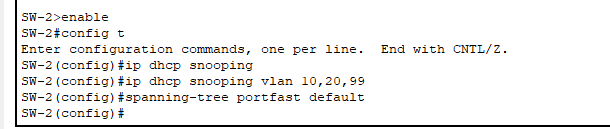 SW-2>enable
SW-2#config t
Enter configuration commands, one per line.  End with CNTL/Z.
SW-2(config)#ip dhcp snooping
SW-2(config)#ip dhcp snooping vlan 10,20,99
SW-2(config)#spanning-tree portfast default
SW-2(config)#